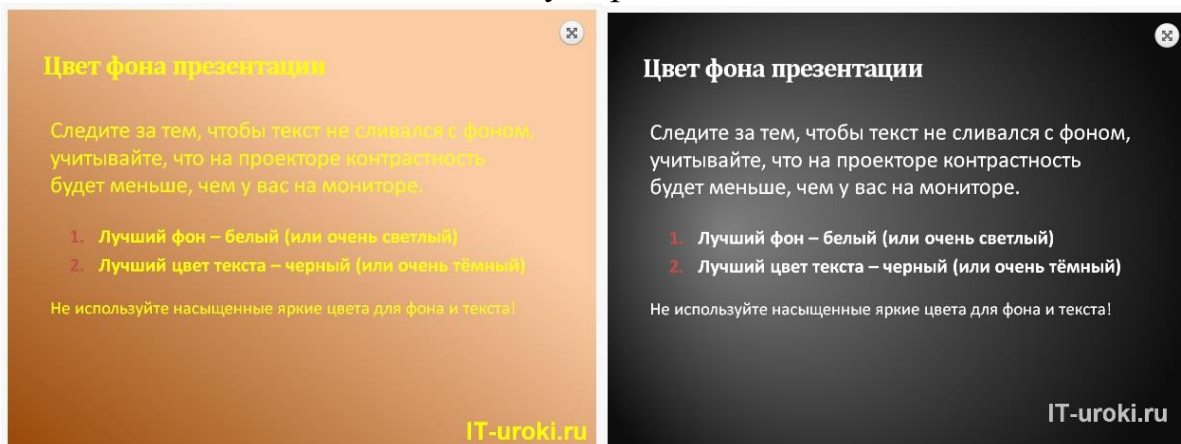 Цвет фона презентации
Следите за тем, чтобы текст не сливался с фоном,
учитывайте, что на проекторе контрастность
будет меньше, чем у вас на мониторе.
1. Лучший фон – белый (или очень светлый)
2. Лучший цвет текста – черный (или очень тёмный)
Не используйте насыщенные яркие цвета для фона и текста!
IT-uroki.ru
Цвет фона презентации
Следите за тем, чтобы текст не сливался с фоном,
учитывайте, что на проекторе контрастность
будет меньше, чем у вас на мониторе.
1. Лучший фон – белый (или очень светлый)
2. Лучший цвет текста – черный (или очень тёмный)
Не используйте насыщенные яркие цвета для фона и текста!
IT-uroki.ru